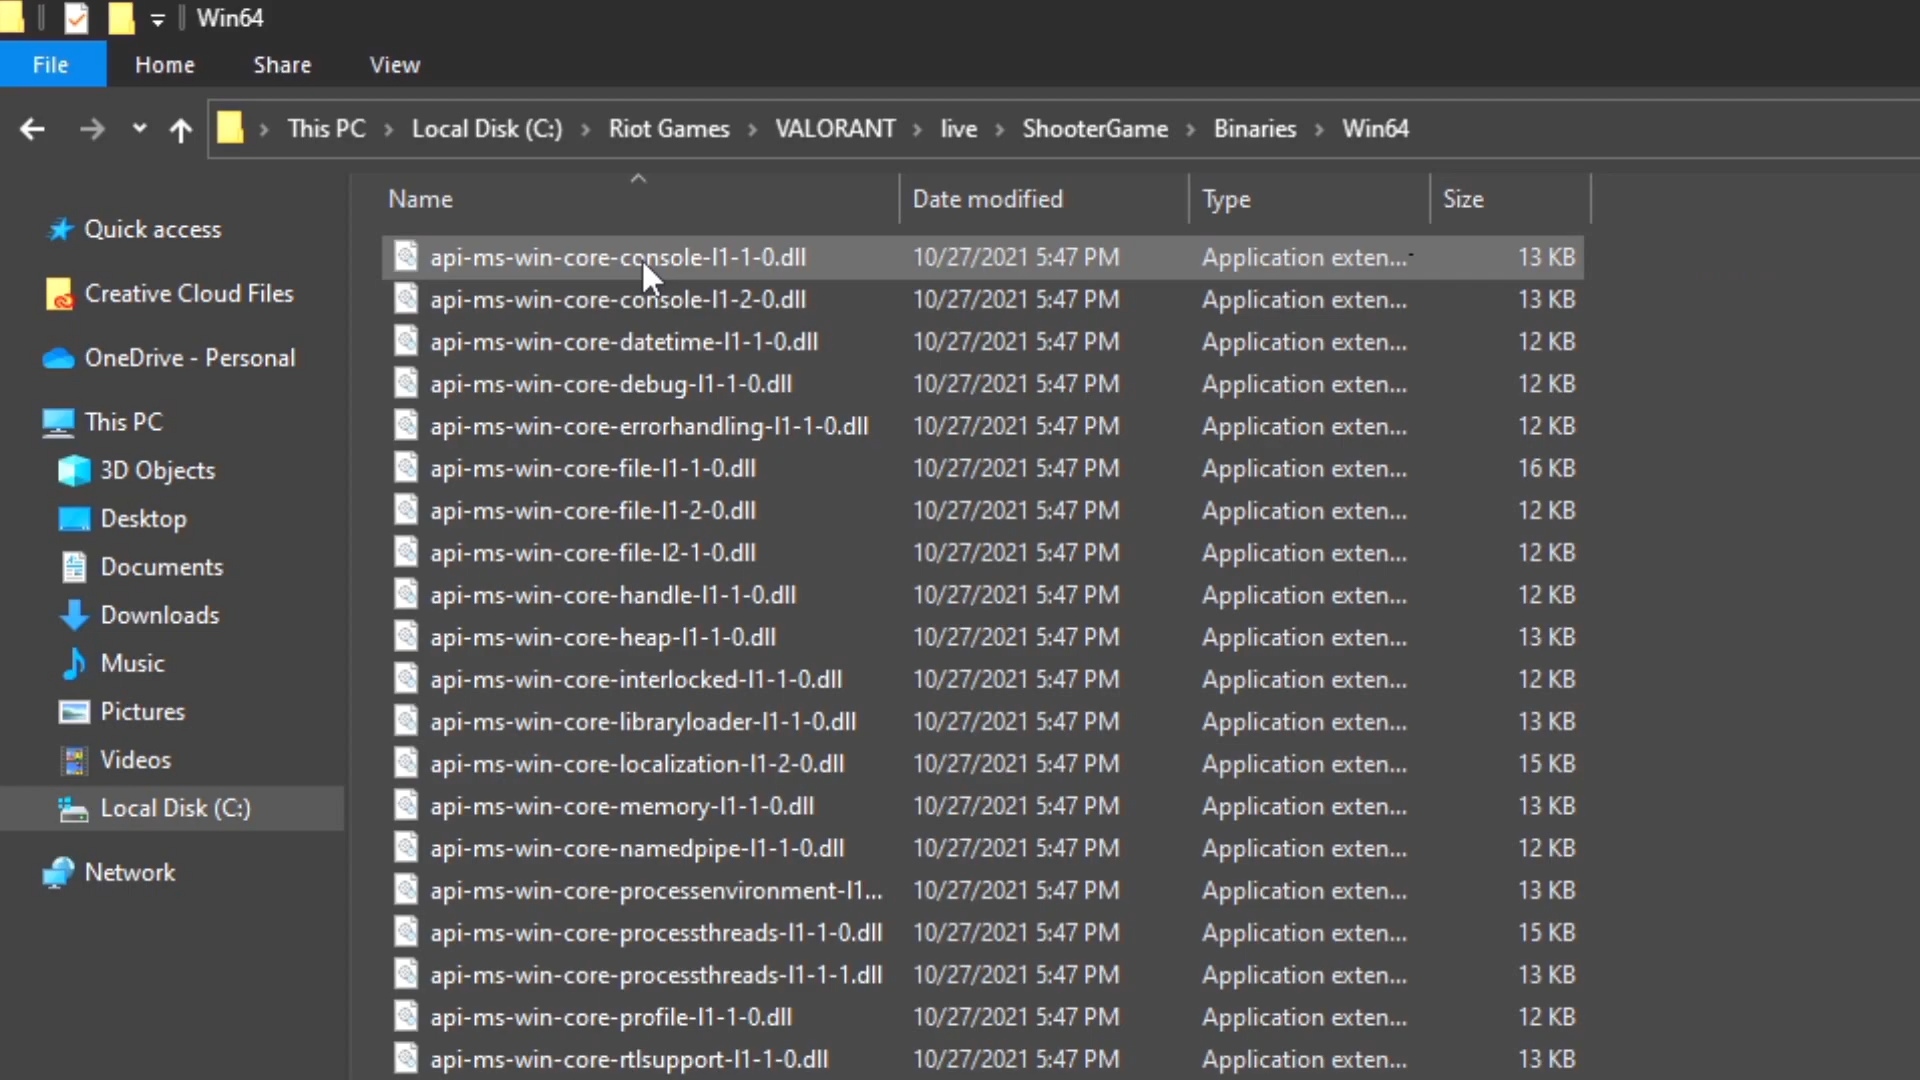 Win64
File Home Share View
This PC Local Disk (C:) Riot Games VALORANT live ShooterGame Binaries Win64
Name Date modified Type Size
Quick access
Creative Cloud Files
OneDrive - Personal
This PC
3D Objects
Desktop
Documents
Downloads
Music
Pictures
Videos
Local Disk (C:)
Network
api-ms-win-core-console-l1-1-0.dll 10/27/2021 5:47 PM Application exten... 13 KB
api-ms-win-core-console-l1-2-0.dll 10/27/2021 5:47 PM Application exten... 13 KB
api-ms-win-core-datetime-l1-1-0.dll 10/27/2021 5:47 PM Application exten... 12 KB
api-ms-win-core-debug-l1-1-0.dll 10/27/2021 5:47 PM Application exten... 12 KB
api-ms-win-core-errorhandling-l1-1-0.dll 10/27/2021 5:47 PM Application exten... 12 KB
api-ms-win-core-file-l1-1-0.dll 10/27/2021 5:47 PM Application exten... 16 KB
api-ms-win-core-file-l1-2-0.dll 10/27/2021 5:47 PM Application exten... 12 KB
api-ms-win-core-file-l2-1-0.dll 10/27/2021 5:47 PM Application exten... 12 KB
api-ms-win-core-handle-l1-1-0.dll 10/27/2021 5:47 PM Application exten... 12 KB
api-ms-win-core-heap-l1-1-0.dll 10/27/2021 5:47 PM Application exten... 13 KB
api-ms-win-core-interlocked-l1-1-0.dll 10/27/2021 5:47 PM Application exten... 12 KB
api-ms-win-core-libraryloader-l1-1-0.dll 10/27/2021 5:47 PM Application exten... 13 KB
api-ms-win-core-localization-l1-2-0.dll 10/27/2021 5:47 PM Application exten... 15 KB
api-ms-win-core-memory-l1-1-0.dll 10/27/2021 5:47 PM Application exten... 13 KB
api-ms-win-core-namedpipe-l1-1-0.dll 10/27/2021 5:47 PM Application exten... 12 KB
api-ms-win-core-processenvironment-l1... 10/27/2021 5:47 PM Application exten... 13 KB
api-ms-win-core-processthreads-l1-1-0.dll 10/27/2021 5:47 PM Application exten... 15 KB
api-ms-win-core-processthreads-l1-1-1.dll 10/27/2021 5:47 PM Application exten... 13 KB
api-ms-win-core-profile-l1-1-0.dll 10/27/2021 5:47 PM Application exten... 12 KB
api-ms-win-core-rtlsupport-l1-1-0.dll 10/27/2021 5:47 PM Application exten... 13 KB